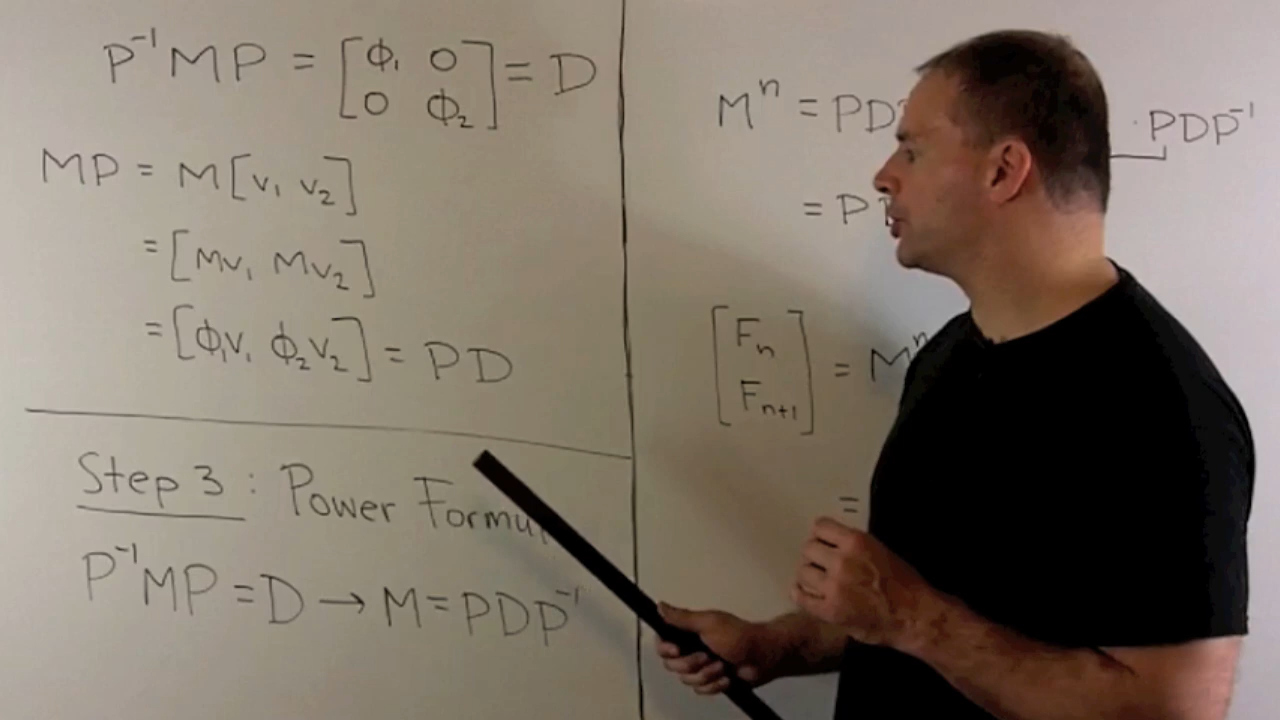 P⁻¹MP = [ϕ₁ 0
0 ϕ₂] = D
MP = M[v₁ v₂]
= [Mv₁ Mv₂]
= [ϕ₁v₁ ϕ₂v₂] = PD
Step 3: Power
P⁻¹MP = D → M = PDP⁻¹
Mⁿ = PD PDP⁻¹
= P
[Fₙ
Fₙ₊₁] = Mⁿ
=